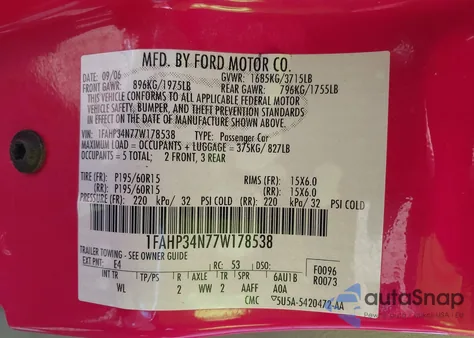 MFD. BY FORD MOTOR CO.
DATE: 09/06 GVWR: 1685KG/3715LB
FRONT GAWR: 896KG/1975LB REAR GAWR: 796KG/1755LB
THIS VEHICLE CONFORMS TO ALL APPLICABLE FEDERAL MOTOR
VEHICLE SAFETY, BUMPER, AND THEFT PREVENTION STANDARDS
IN EFFECT ON THE DATE OF MANUFACTURE SHOWN ABOVE.
VIN: 1FAHP34N77W178538 TYPE: Passenger Car
MAXIMUM LOAD = OCCUPANTS + LUGGAGE = 375KG/ 827LB
OCCUPANTS = 5 TOTAL; 2 FRONT, 3 REAR
TIRE (FR): P195/60R15 RIMS (FR): 15X6.0
(RR): P195/60R15 (RR): 15X6.0
PRESSURE (FR): 220 kPa/ 32 PSI COLD (RR): 220 kPa/ 32 PSI COLD
1FAHP34N77W178538
TRAILER TOWING - SEE OWNER GUIDE
EXT PNT: E4 RC: 53 DSO: F0096
R0073
INT TR TP/PS R AXLE TR SPR 6AU1B
WL 2 WW 2 AAFF A0A
CMC 5U5A-5420472-AA
autoSnap